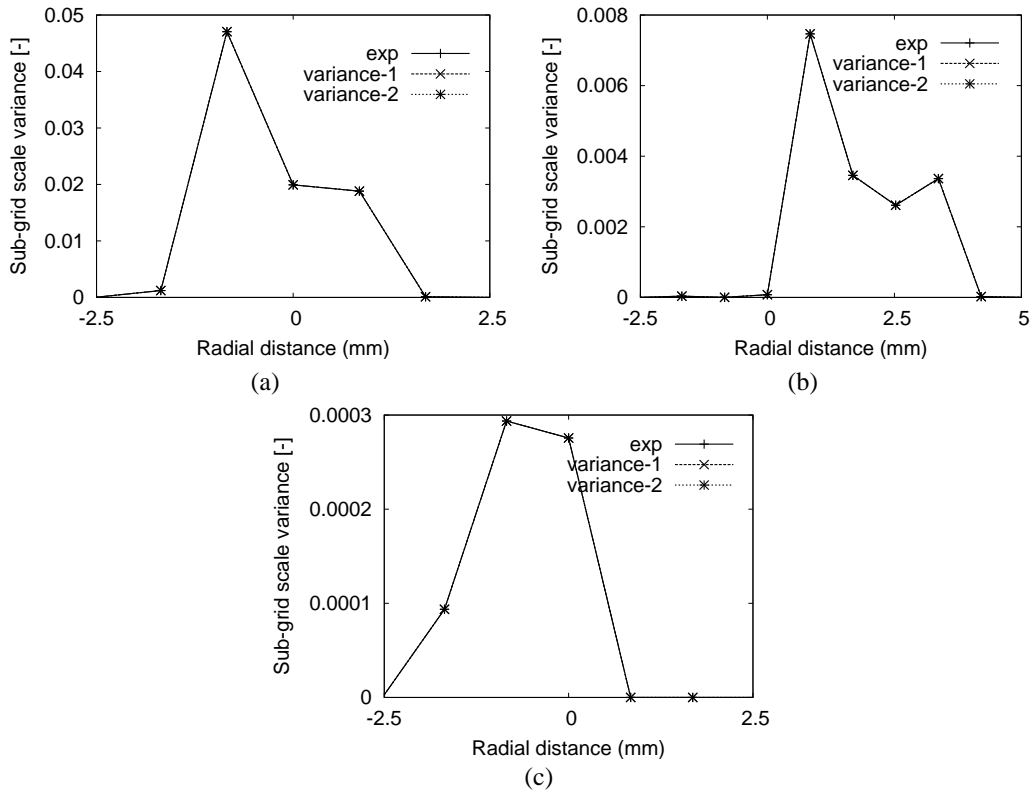 0.05
0.04
0.03
0.02
0.01
0
-2.5
0
2.5
Sub-grid scale variance [-]
Radial distance (mm)
exp
variance-1
variance-2
(a)
0.008
0.006
0.004
0.002
0
-2.5
0
2.5
5
Sub-grid scale variance [-]
Radial distance (mm)
exp
variance-1
variance-2
(b)
0.0003
0.0002
0.0001
0
-2.5
0
2.5
Sub-grid scale variance [-]
Radial distance (mm)
exp
variance-1
variance-2
(c)